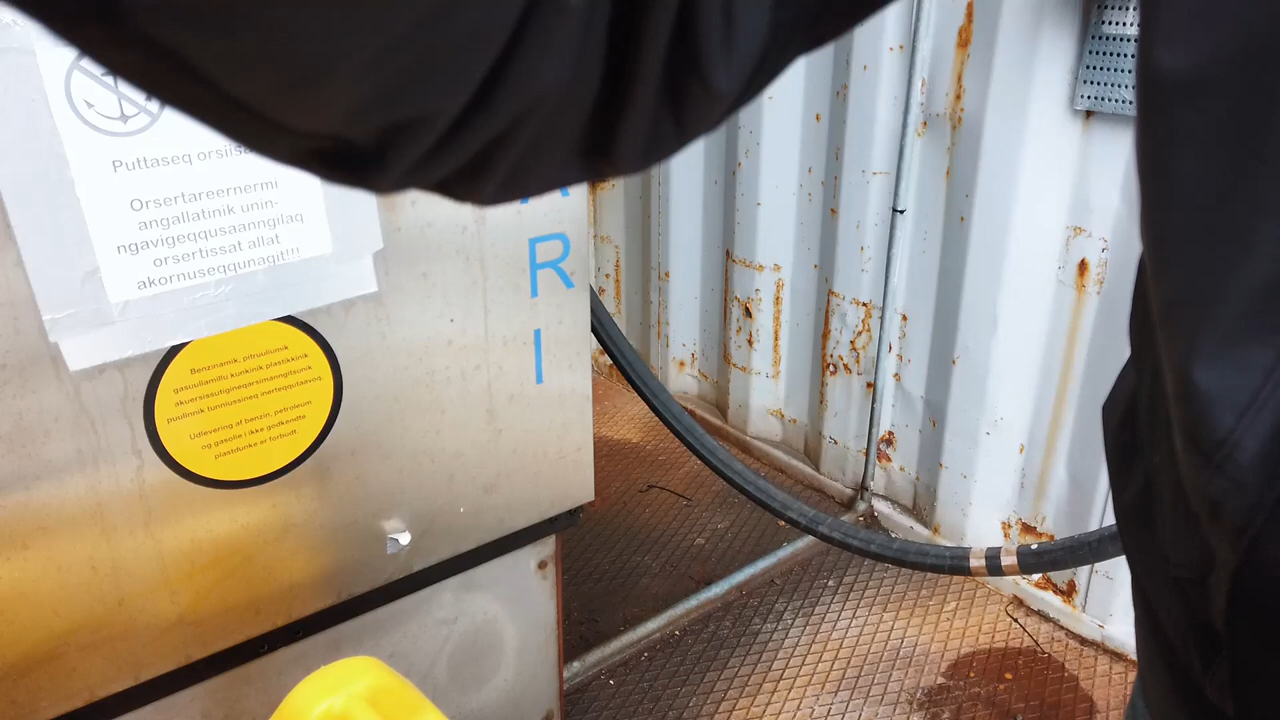 Puttaseq orsiisa
Orsertareernermi
angallatinik unin-
ngavigeqqusaanngilaq
orsertissat allat
akornuseqqunagit!!!
R
I
Benzinamik, pitruuliumik
gasuuliamillu kunkinik plastikkinik
akuersissutigineqarsimanngitsunik
puulinnik tunniussineq inerteqqutaavoq.
Udlevering af benzin, petroleum
og gasolie i ikke godkendte
plastdunke er forbudt.